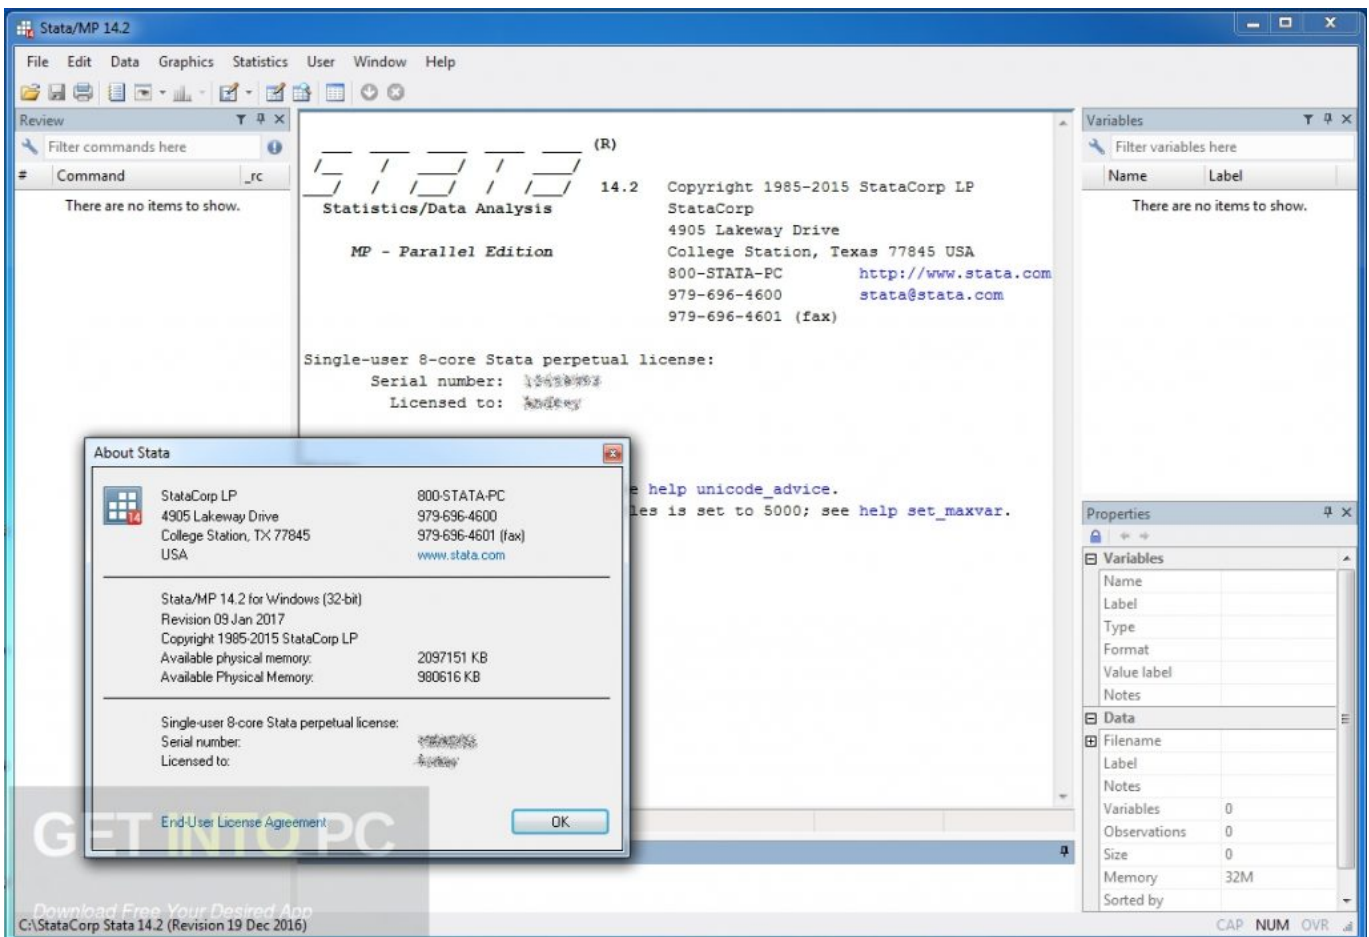 Stata/MP 14.2
File Edit Data Graphics Statistics User Window Help
Review
Filter commands here
# Command _rc
There are no items to show.
(R)
STATA
14.2 Copyright 1985-2015 StataCorp LP
Statistics/Data Analysis StataCorp
4905 Lakeway Drive
MP - Parallel Edition College Station, Texas 77845 USA
800-STATA-PC http://www.stata.com
979-696-4600 stata@stata.com
979-696-4601 (fax)
Single-user 8-core Stata perpetual license:
Serial number:
Licensed to:
e help unicode_advice.
les is set to 5000; see help set_maxvar.
Variables
Filter variables here
Name Label
There are no items to show.
About Stata
14
StataCorp LP 800-STATA-PC
4905 Lakeway Drive 979-696-4600
College Station, TX 77845 979-696-4601 (fax)
USA www.stata.com
Stata/MP 14.2 for Windows (32-bit)
Revision 09 Jan 2017
Copyright 1985-2015 StataCorp LP
Available physical memory: 2097151 KB
Available Physical Memory: 980616 KB
Single-user 8-core Stata perpetual license:
Serial number:
Licensed to:
End-User License Agreement OK
Properties
Variables
Name
Label
Type
Format
Value label
Notes
Data
Filename
Label
Notes
Variables 0
Observations 0
Size 0
Memory 32M
Sorted by
GET INTO PC
Download Free Your Desired App
C:\StataCorp Stata 14.2 (Revision 19 Dec 2016) CAP NUM OVR